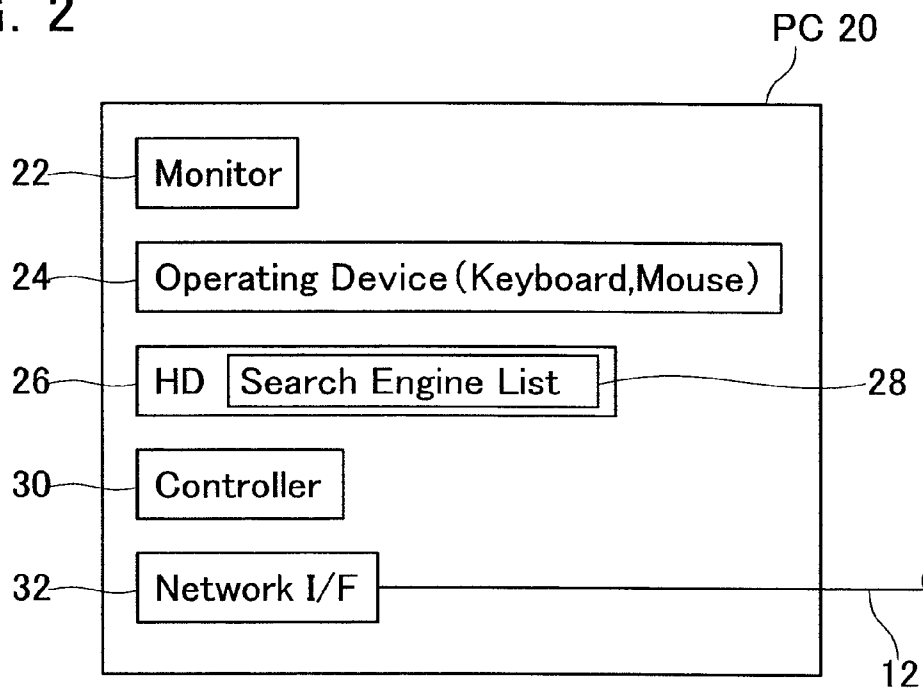 G. 2
PC 20
22 Monitor
24 Operating Device (Keyboard,Mouse)
26 HD Search Engine List 28
30 Controller
32 Network I/F
12